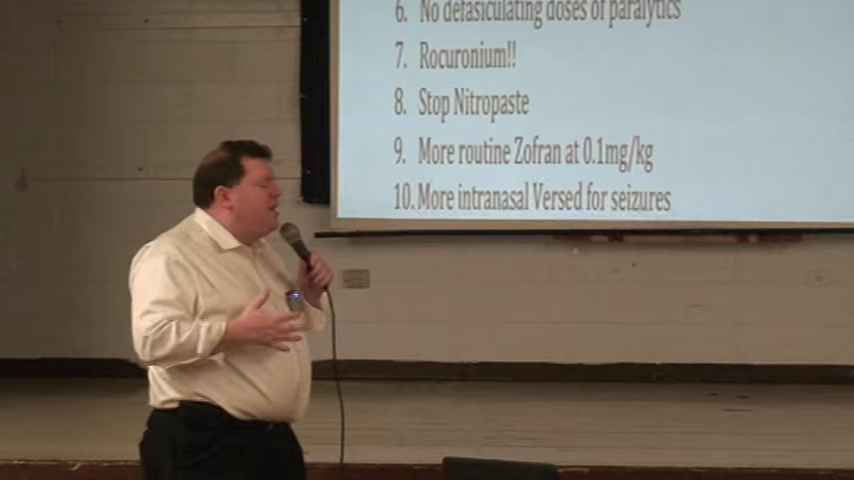 6. No defasiculating doses of paralytics
7. Rocuronium!!
8. Stop Nitropaste
9. More routine Zofran at 0.1mg/kg
10. More intranasal Versed for seizures